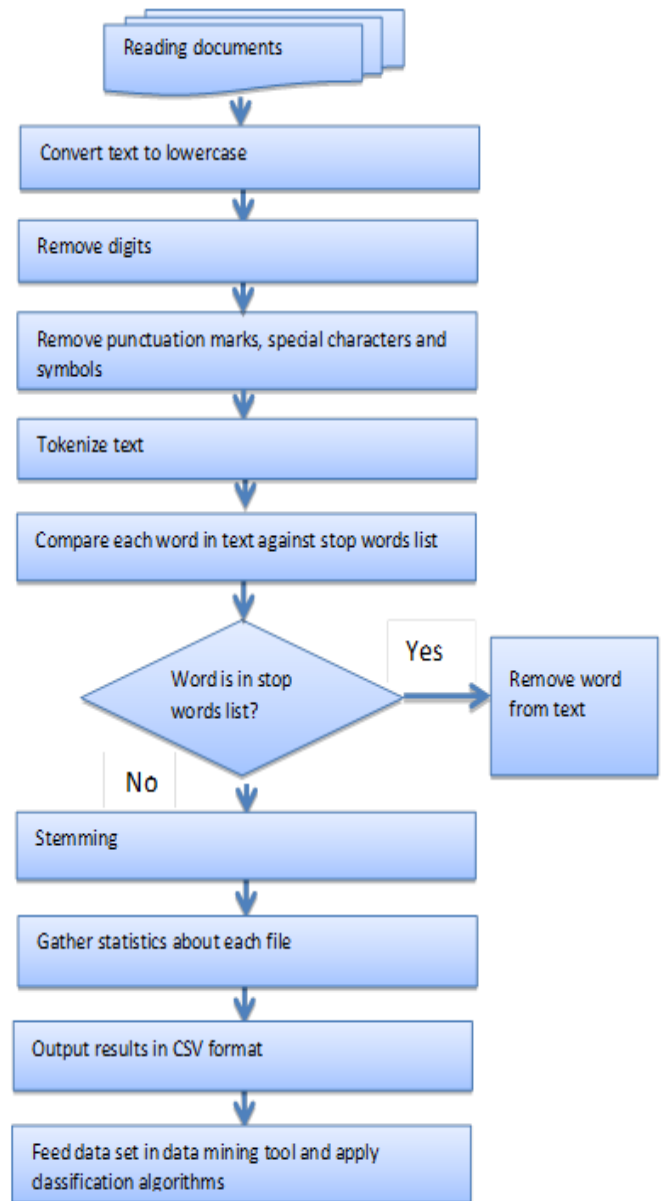 Reading documents
Convert text to lowercase
Remove digits
Remove punctuation marks, special characters and
symbols
Tokenize text
Compare each word in text against stop words list
Word is in stop
words list?
Yes
Remove word
from text
No
Stemming
Gather statistics about each file
Output results in CSV format
Feed data set in data mining tool and apply
classification algorithms